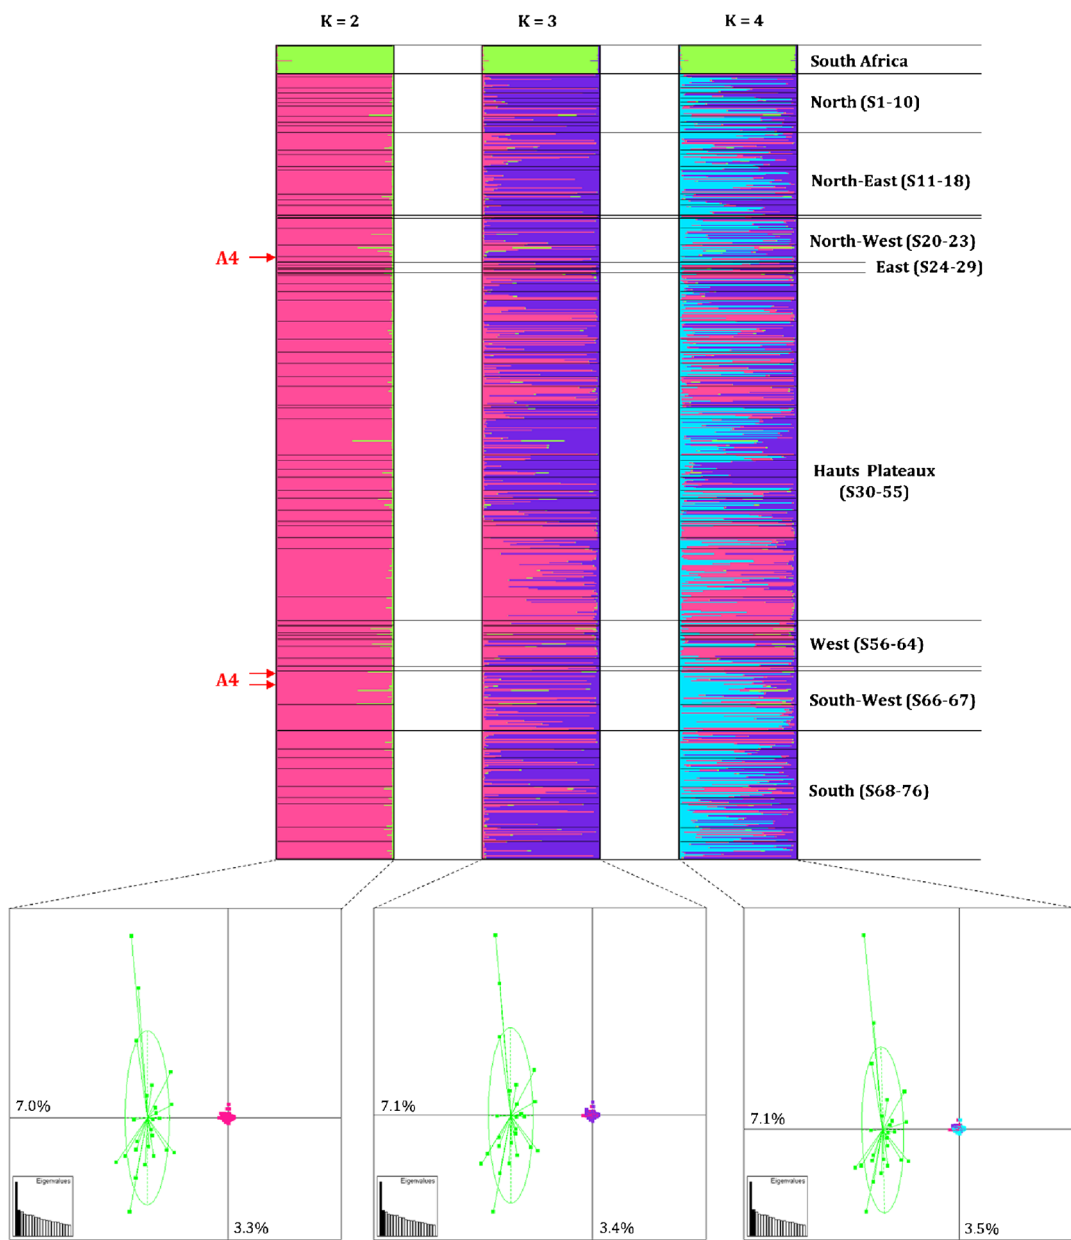 K = 2
K = 3
K = 4
South Africa
North (S1-10)
North-East (S11-18)
North-West (S20-23)
A4
East (S24-29)
Hauts Plateaux
(S30-55)
West (S56-64)
A4
South-West (S66-67)
South (S68-76)
7.0%
Eigenvalues
3.3%
7.1%
Eigenvalues
3.4%
7.1%
Eigenvalues
3.5%